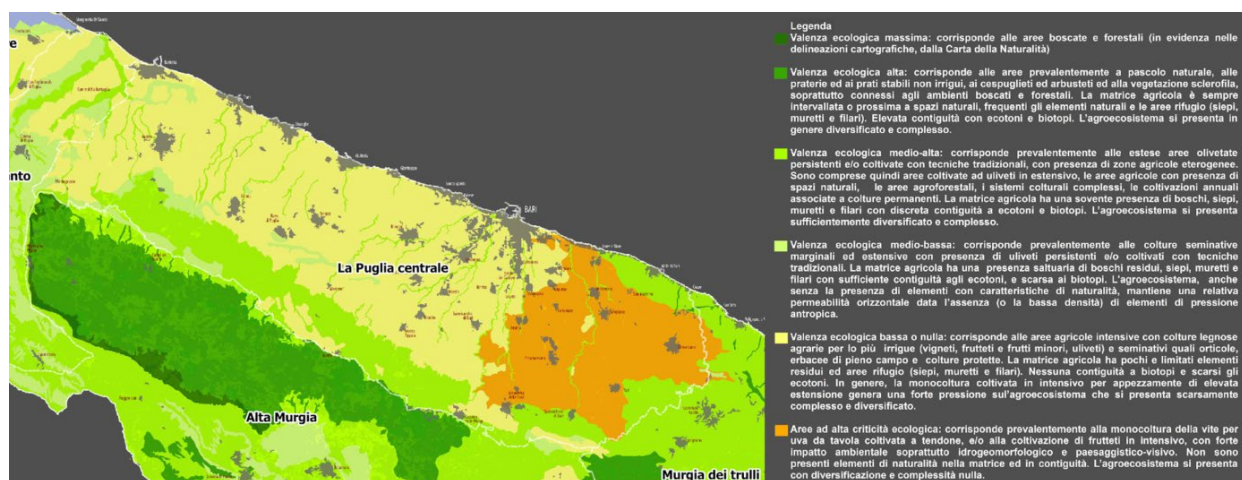 BARI
La Puglia centrale
Alta Murgia
Murgia dei trulli
anto
Legenda
Valenza ecologica massima: corrisponde alle aree boscate e forestali (in evidenza nelle
delineazioni cartografiche, dalla Carta della Naturalità)
Valenza ecologica alta: corrisponde alle aree prevalentemente a pascolo naturale, alle
praterie ed ai prati stabili non irrigui, ai cespuglieti ed arbusteti ed alla vegetazione sclerofila,
soprattutto connessi agli ambienti boscati e forestali. La matrice agricola è sempre
intervallata o prossima a spazi naturali, frequenti gli elementi naturali e le aree rifugio (siepi,
muretti e filari). Elevata contiguità con ecotoni e biotopi. L'agroecosistema si presenta in
genere diversificato e complesso.
Valenza ecologica medio-alta: corrisponde prevalentemente alle estese aree olivetate
persistenti e/o coltivate con tecniche tradizionali, con presenza di zone agricole eterogenee.
Sono comprese quindi aree coltivate ad uliveti in estensivo, le aree agricole con presenza di
spazi naturali, le aree agroforestali, i sistemi colturali complessi, le coltivazioni annuali
associate a colture permanenti. La matrice agricola ha una sovente presenza di boschi, siepi,
muretti e filari con discreta contiguità a ecotoni e biotopi. L'agroecosistema si presenta
sufficientemente diversificato e complesso.
Valenza ecologica medio-bassa: corrisponde prevalentemente alle colture seminative
marginali ed estensive con presenza di uliveti persistenti e/o coltivati con tecniche
tradizionali. La matrice agricola ha una presenza saltuaria di boschi residui, siepi, muretti e
filari con sufficiente contiguità agli ecotoni, e scarsa ai biotopi. L'agroecosistema, anche
senza la presenza di elementi con caratteristiche di naturalità, mantiene una relativa
permeabilità orizzontale data l'assenza (o la bassa densità) di elementi di pressione
antropica.
Valenza ecologica bassa o nulla: corrisponde alle aree agricole intensive con colture legnose
agrarie per lo più irrigue (vigneti, frutteti e frutti minori, uliveti) e seminativi quali orticole,
erbacee di pieno campo e colture protette. La matrice agricola ha pochi e limitati elementi
residui ed aree rifugio (siepi, muretti e filari). Nessuna contiguità a biotopi e scarsi gli
ecotoni. In genere, la monocoltura coltivata in intensivo per appezzamento di elevata
estensione genera una forte pressione sull'agroecosistema che si presenta scarsamente
complesso e diversificato.
Aree ad alta criticità ecologica: corrisponde prevalentemente alla monocoltura della vite per
uva da tavola coltivata a tendone, e/o alla coltivazione di frutteti in intensivo, con forte
impatto ambientale soprattutto idrogeomorfologico e paesaggistico-visivo. Non sono
presenti elementi di naturalità nella matrice ed in contiguità. L'agroecosistema si presenta
con diversificazione e complessità nulla.